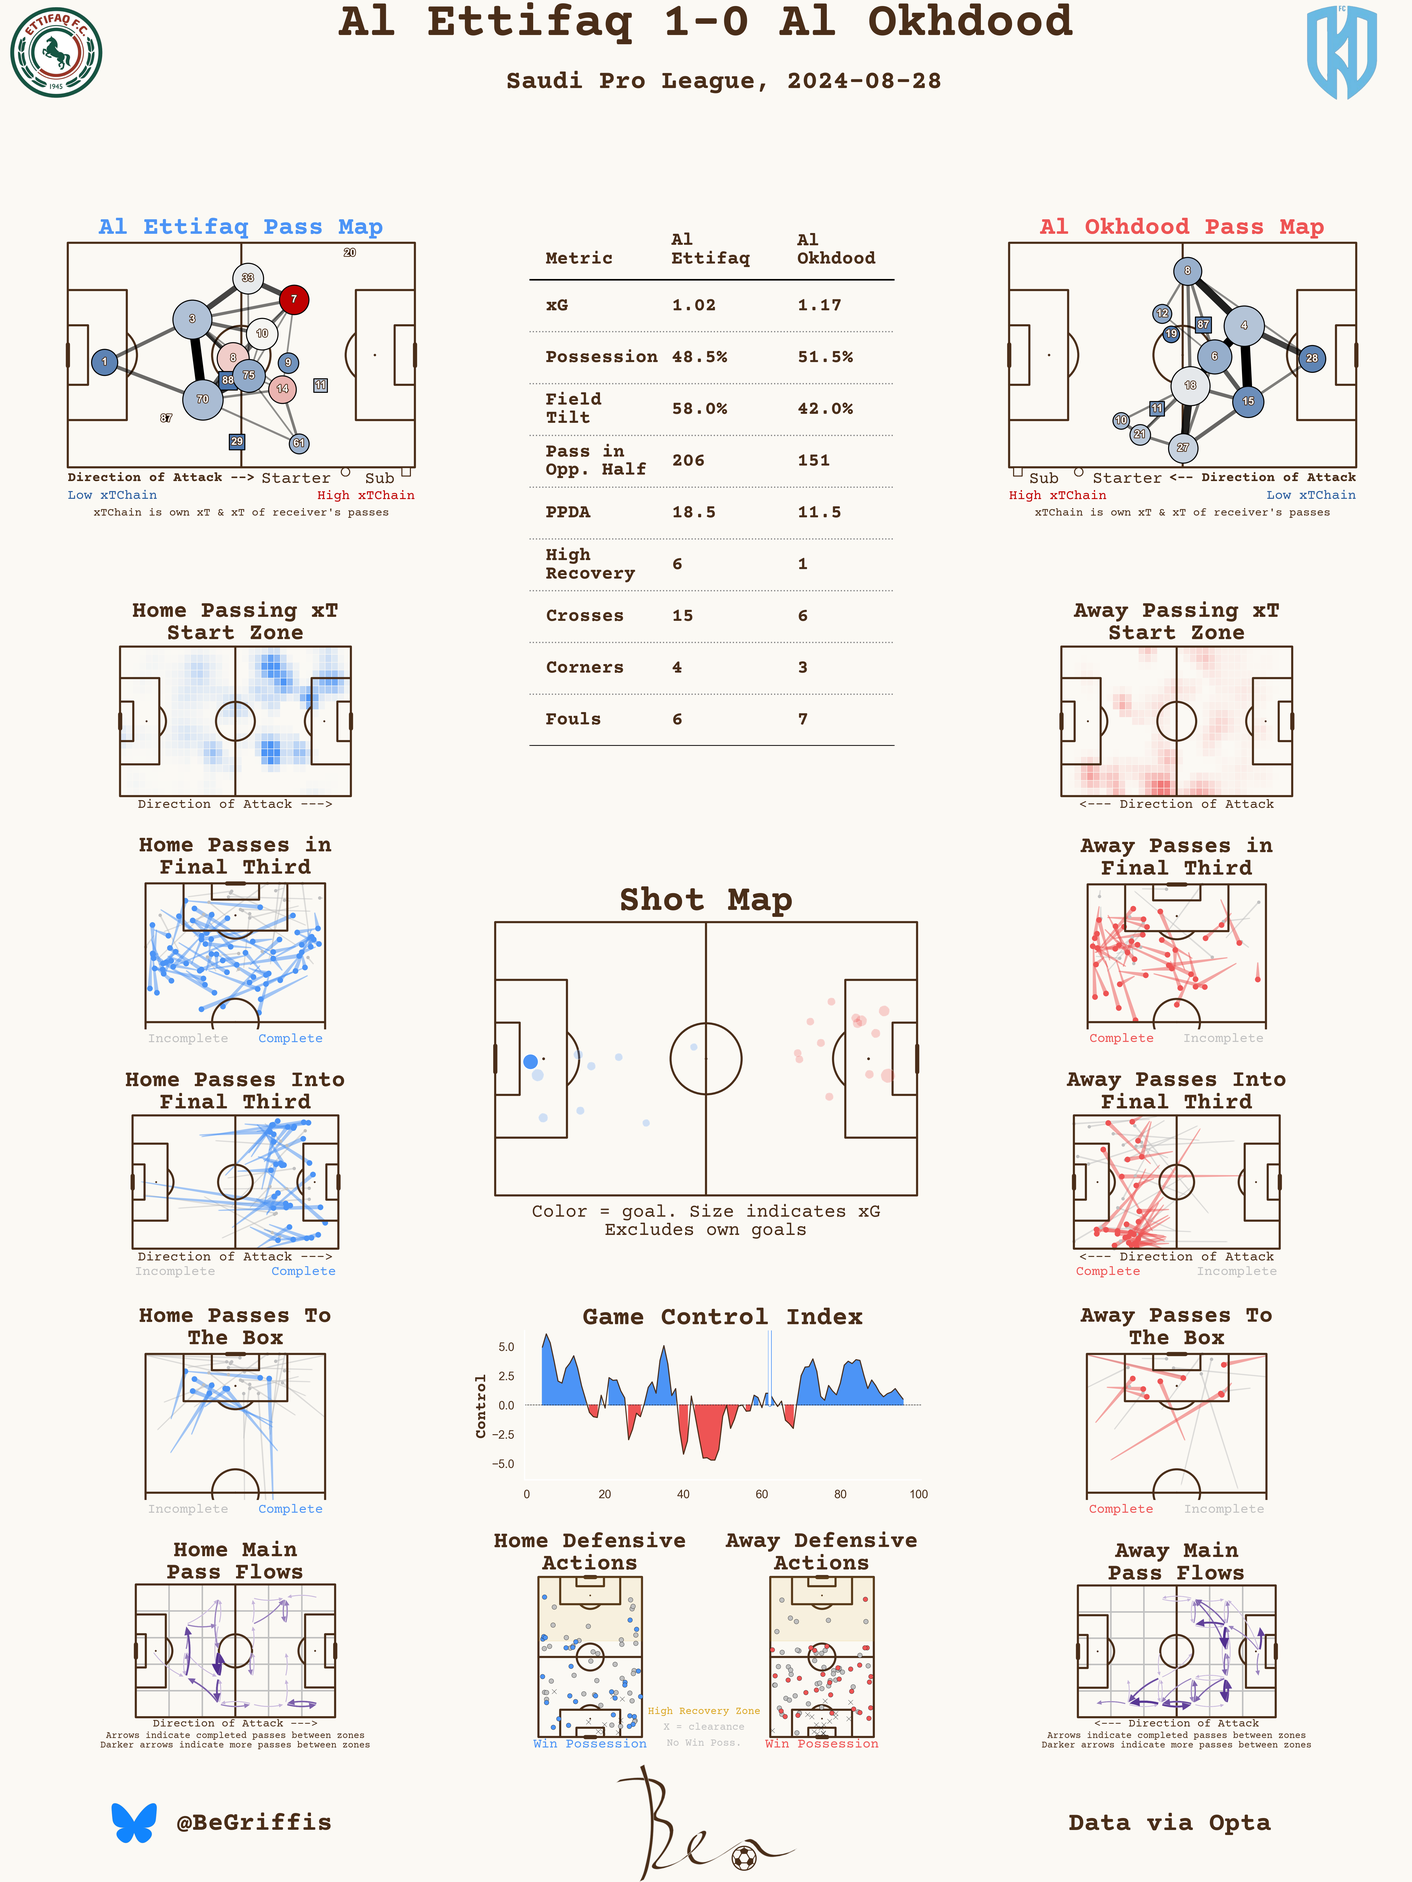 Al Ettifaq 1-0 Al Okhdood
Saudi Pro League, 2024-08-28
ETTIFAQ F.C.
1945
FC
Al Ettifaq Pass Map
20
33
7
3
10
8
9
1
88
75
11
14
70
87
29
61
Direction of Attack --> Starter Sub
Low xTChain High xTChain
xTChain is own xT & xT of receiver's passes
Metric Al Ettifaq Al Okhdood
xG 1.02 1.17
Possession 48.5% 51.5%
Field Tilt 58.0% 42.0%
Pass in Opp. Half 206 151
PPDA 18.5 11.5
High Recovery 6 1
Crosses 15 6
Corners 4 3
Fouls 6 7
Al Okhdood Pass Map
8
12
87
4
19
6
28
18
15
11
10
21
27
Sub Starter <-- Direction of Attack
High xTChain Low xTChain
xTChain is own xT & xT of receiver's passes
Home Passing xT
Start Zone
Direction of Attack --->
Away Passing xT
Start Zone
<--- Direction of Attack
Home Passes in
Final Third
Incomplete Complete
Away Passes in
Final Third
Complete Incomplete
Shot Map
Color = goal. Size indicates xG
Excludes own goals
Home Passes Into
Final Third
Direction of Attack --->
Incomplete Complete
Away Passes Into
Final Third
<--- Direction of Attack
Complete Incomplete
Home Passes To
The Box
Incomplete Complete
Game Control Index
Control
5.0
2.5
0.0
−2.5
−5.0
0 20 40 60 80 100
Away Passes To
The Box
Complete Incomplete
Home Main
Pass Flows
Direction of Attack --->
Arrows indicate completed passes between zones
Darker arrows indicate more passes between zones
Home Defensive
Actions
Win Possession
Away Defensive
Actions
Win Possession
High Recovery Zone
X = clearance
No Win Poss.
Away Main
Pass Flows
<--- Direction of Attack
Arrows indicate completed passes between zones
Darker arrows indicate more passes between zones
@BeGriffis
Ben
Data via Opta